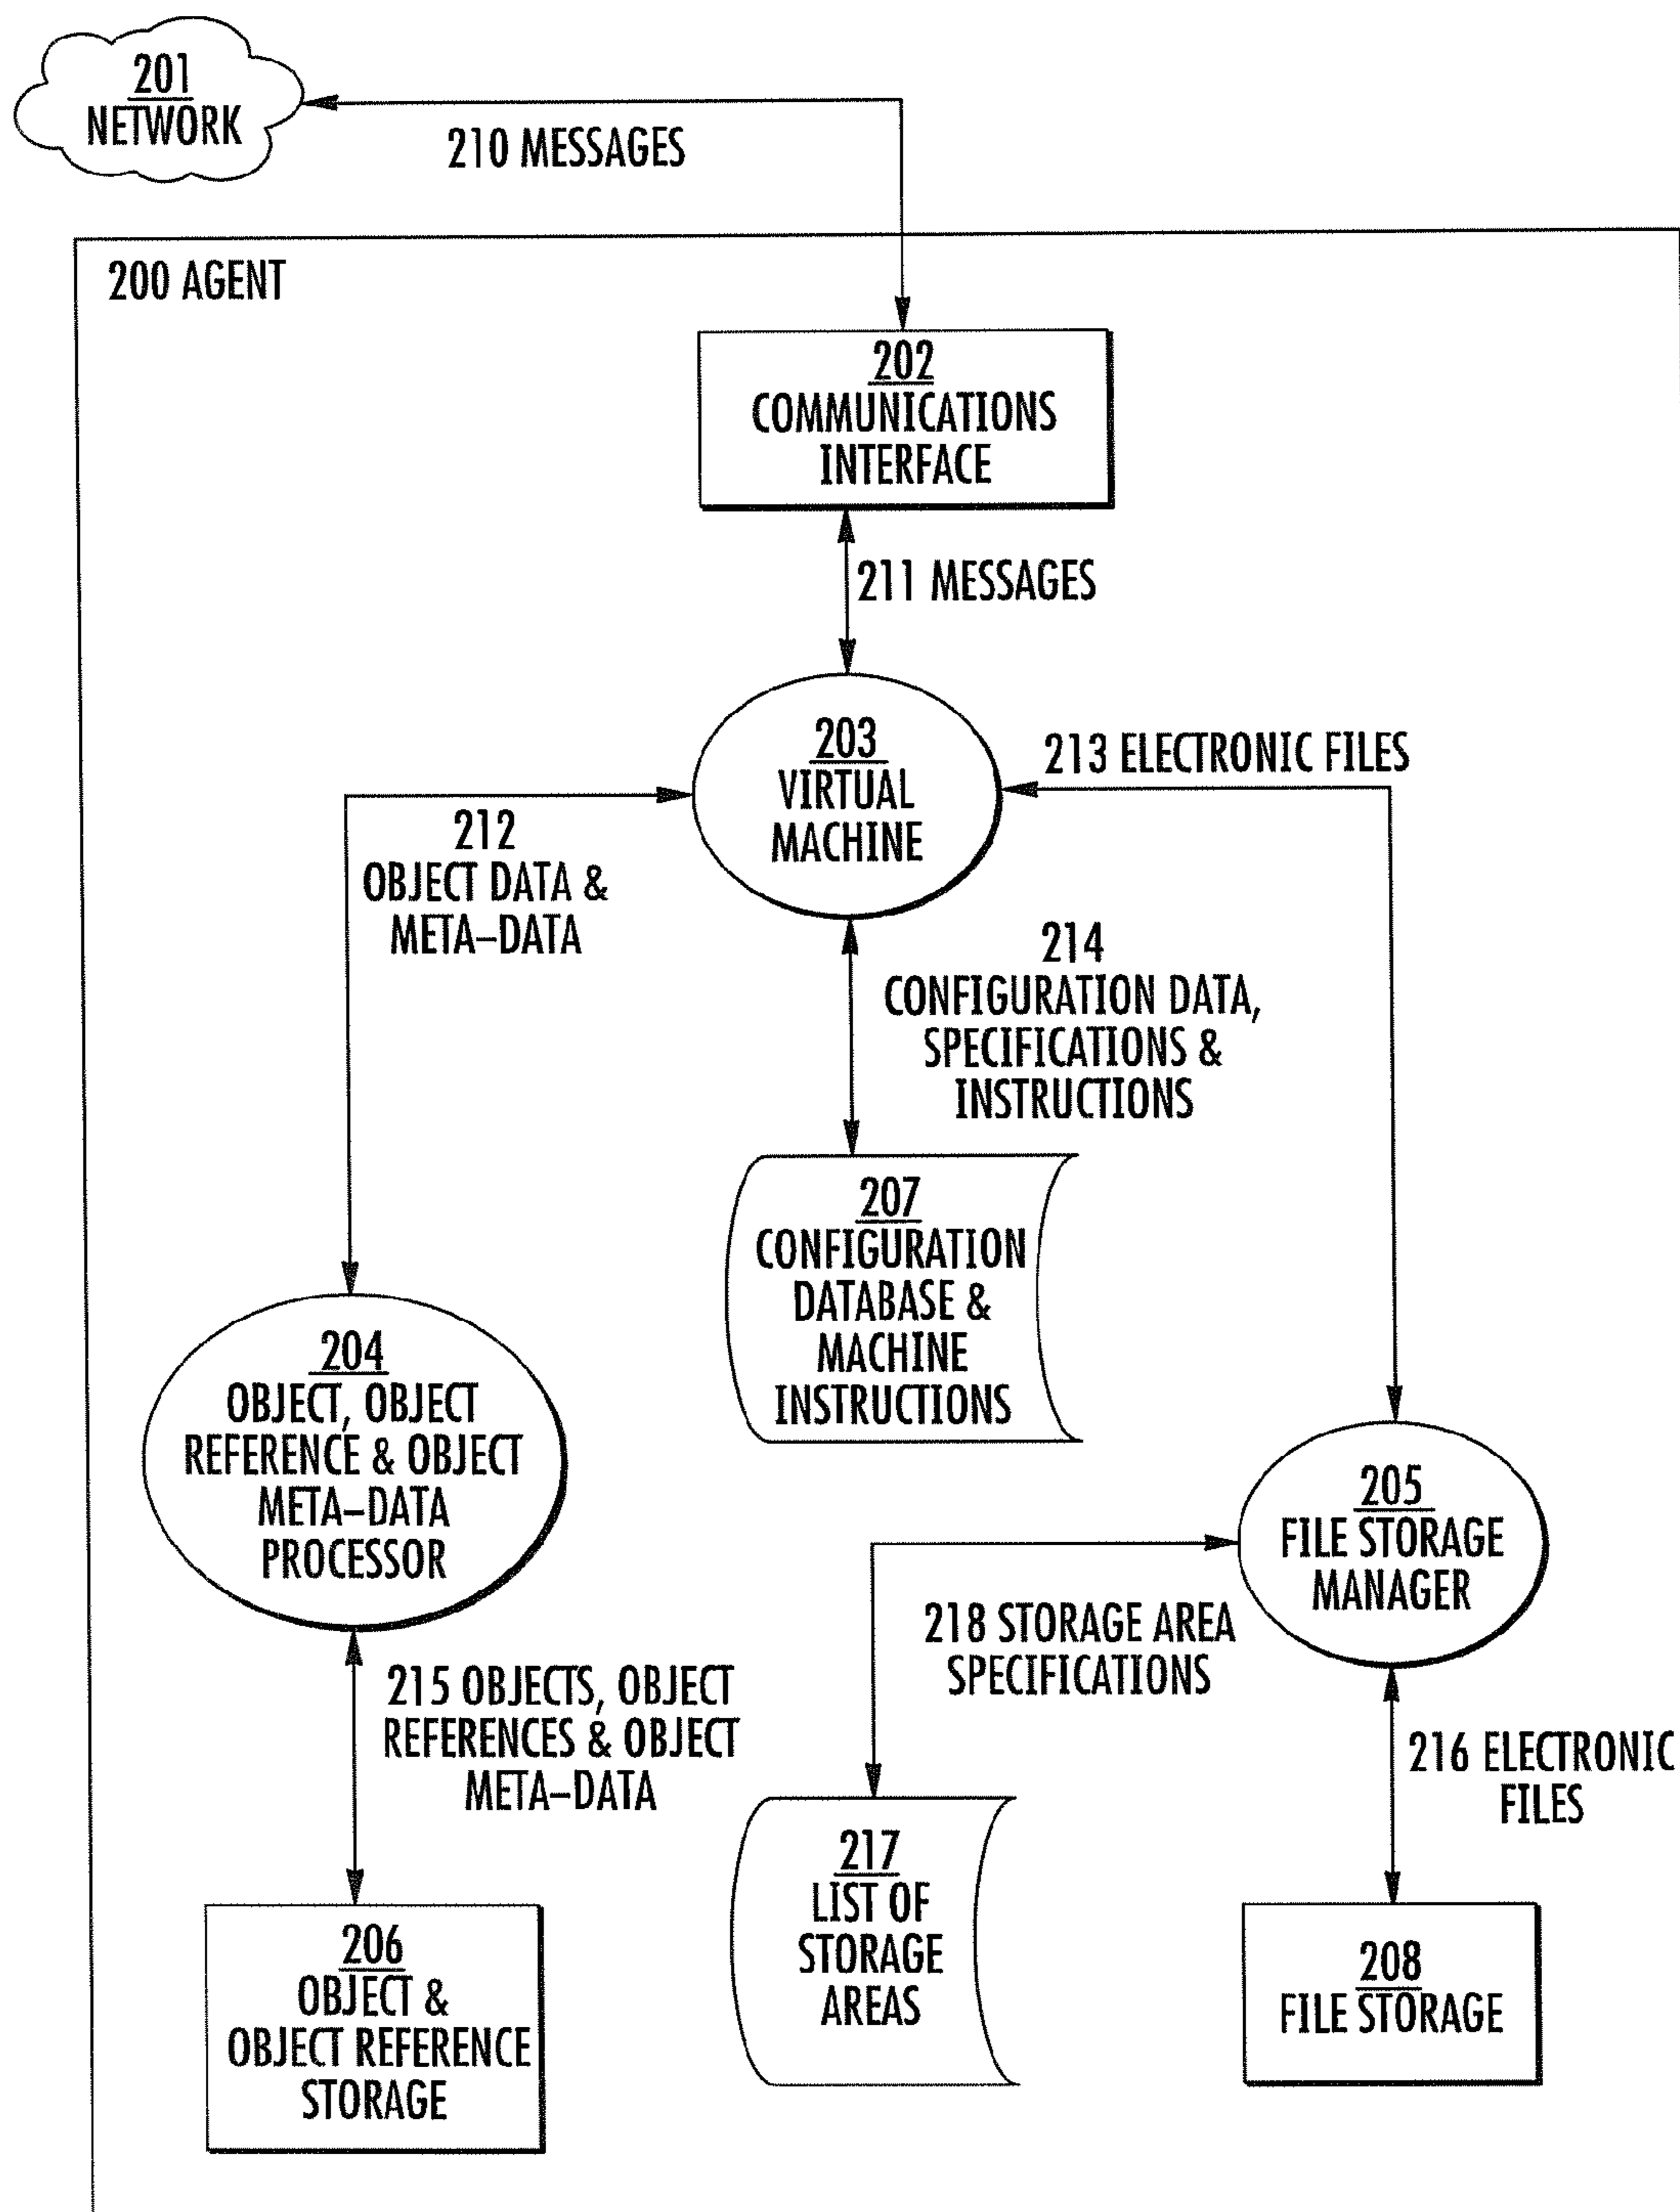 201
NETWORK
210 MESSAGES
200 AGENT
202
COMMUNICATIONS
INTERFACE
211 MESSAGES
203
VIRTUAL
MACHINE
213 ELECTRONIC FILES
212
OBJECT DATA &
META–DATA
214
CONFIGURATION DATA,
SPECIFICATIONS &
INSTRUCTIONS
207
CONFIGURATION
DATABASE &
MACHINE
INSTRUCTIONS
204
OBJECT, OBJECT
REFERENCE & OBJECT
META–DATA
PROCESSOR
205
FILE STORAGE
MANAGER
218 STORAGE AREA
SPECIFICATIONS
215 OBJECTS, OBJECT
REFERENCES & OBJECT
META–DATA
216 ELECTRONIC
FILES
217
LIST OF
STORAGE
AREAS
206
OBJECT &
OBJECT REFERENCE
STORAGE
208
FILE STORAGE